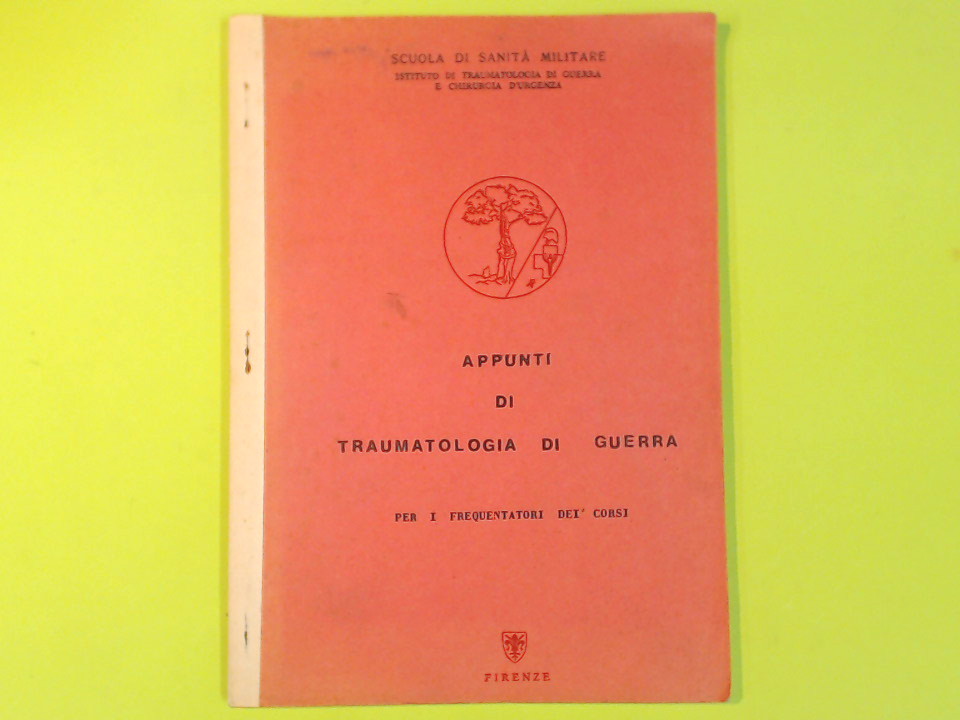 SCUOLA DI SANITÀ MILITARE
ISTITUTO DI TRAUMATOLOGIA DI GUERRA
E CHIRURGIA D'URGENZA
APPUNTI
DI
TRAUMATOLOGIA DI GUERRA
PER I FREQUENTATORI DEI' CORSI
FIRENZE